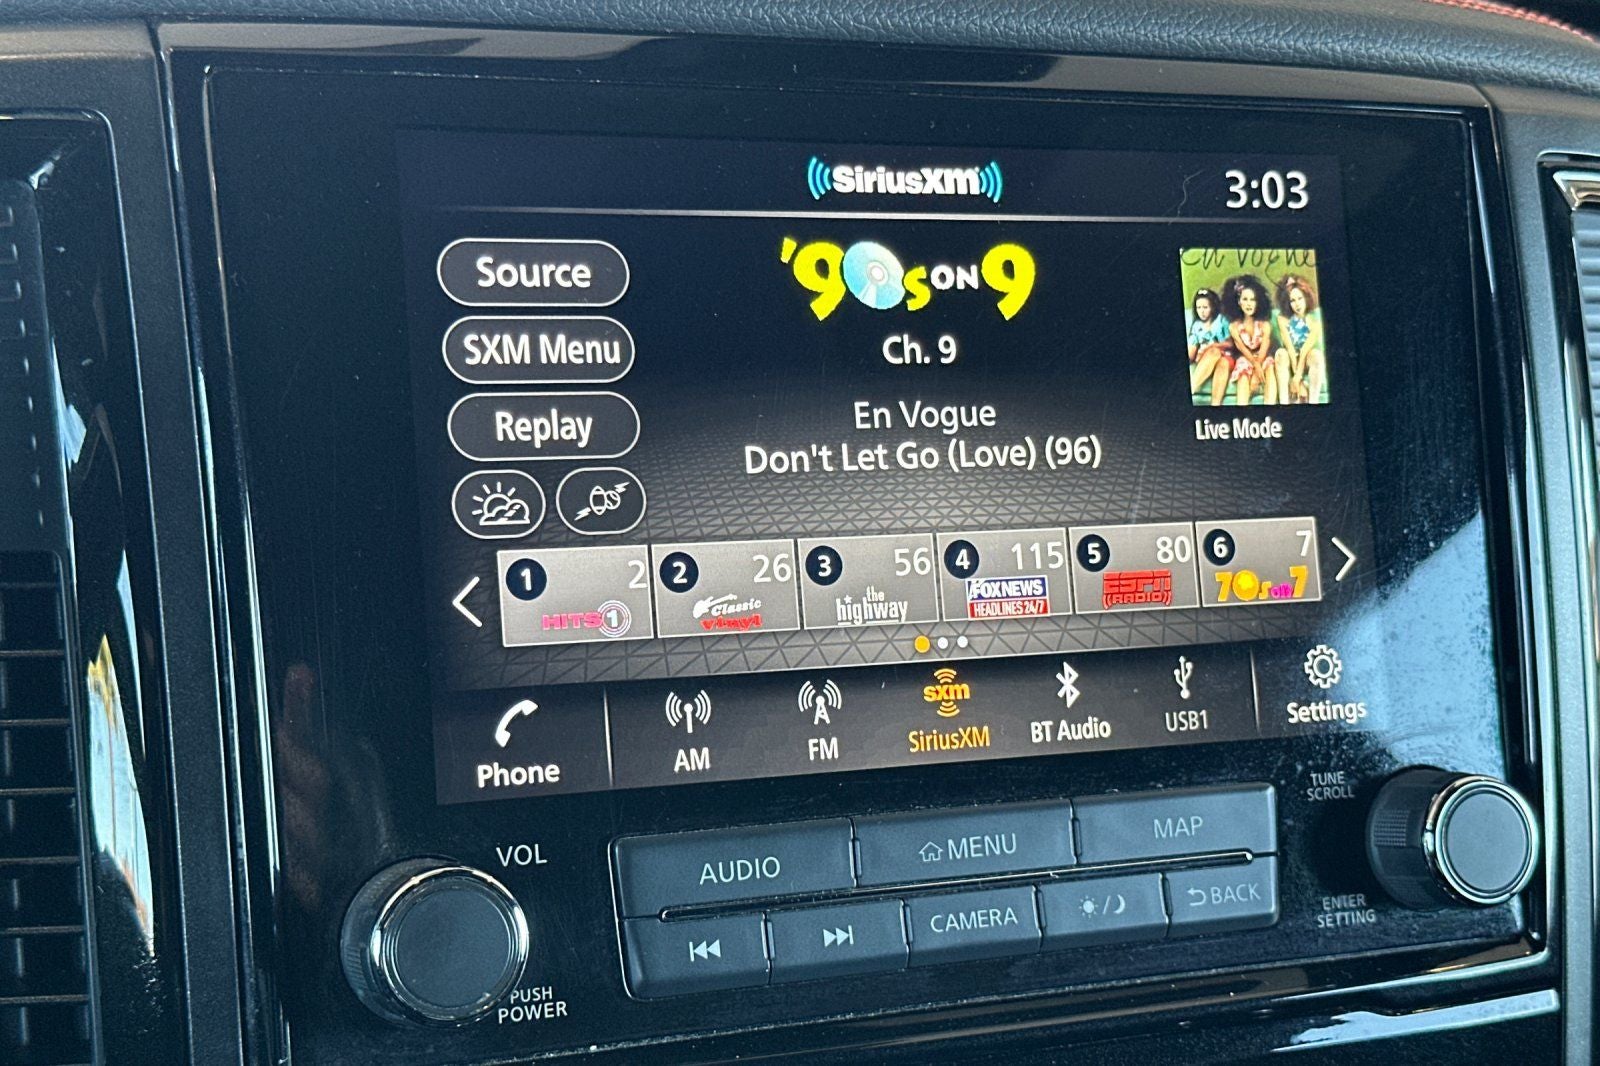 SiriusXM
3:03
Source
'90s ON 9
en vogue
SXM Menu
Ch. 9
Replay
En Vogue
Live Mode
Don't Let Go (Love) (96)
1 2
HITS 1
2 26
Classic
Vinyl
3 56
the
highway
4 115
FOX NEWS
HEADLINES 24/7
5 80
ESPN
RADIO
6 7
70s on 7
Phone
AM
FM
sxm
SiriusXM
BT Audio
USB1
Settings
VOL
PUSH
POWER
AUDIO
MENU
MAP
CAMERA
BACK
TUNE
SCROLL
ENTER
SETTING